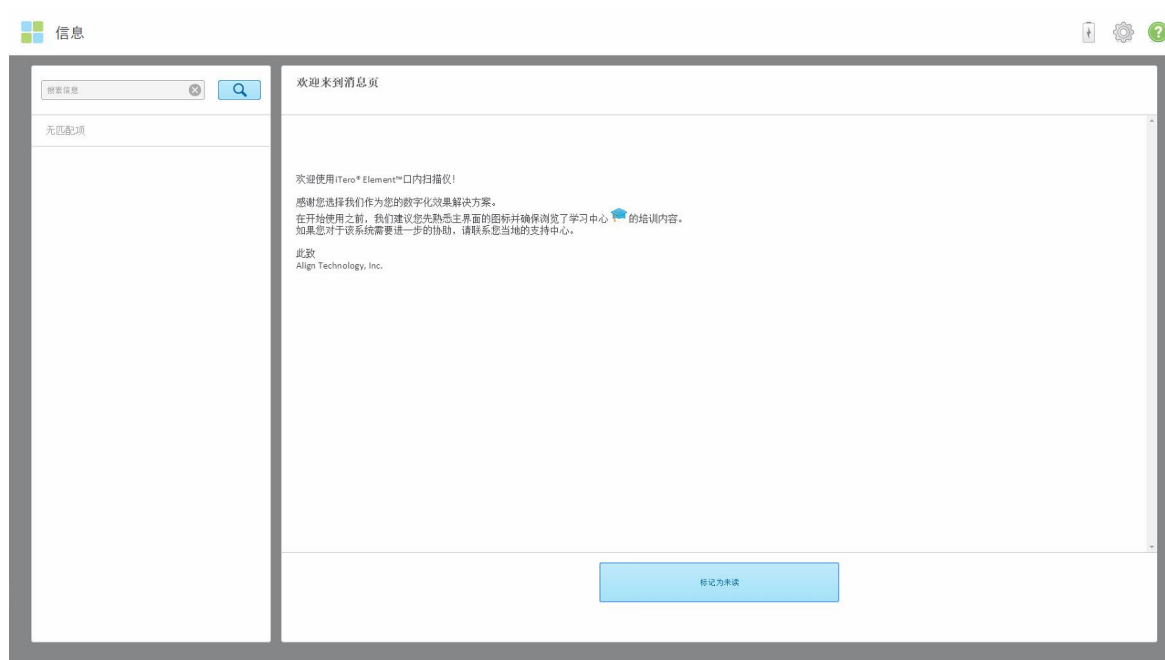 信息
搜索信息
无匹配项
欢迎来到消息页
欢迎使用iTero® Element™口内扫描仪！
感谢您选择我们作为您的数字化效果解决方案。
在开始使用之前，我们建议您先熟悉主界面的图标并确保浏览了学习中心 的培训内容。
如果您对于该系统需要进一步的协助，请联系您当地的支持中心。
此致
Align Technology, Inc.
标记为未读